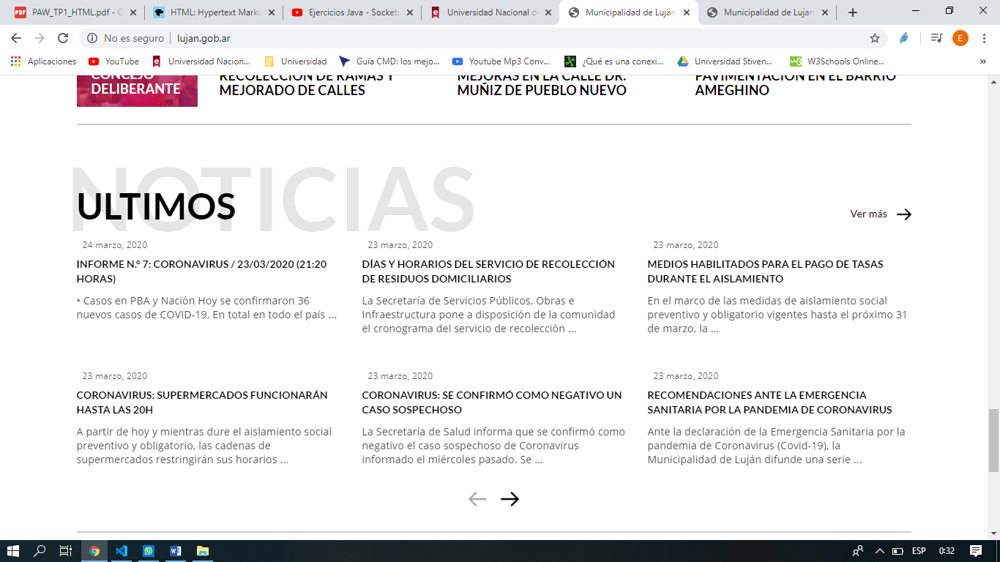 PAW_TP1_HTML.pdf - G
HTML: Hypertext Marku
Ejercicios Java - Sockets
Universidad Nacional d
Municipalidad de Luján
Municipalidad de Lujan
No es seguro
lujan.gob.ar
E
Aplicaciones
YouTube
Universidad Nacion...
Universidad
Guía CMD: los mejo...
Youtube Mp3 Conv...
¿Qué es una conexi...
Universidad Stiven...
W3Schools Online...
»
CONCEJO
DELIBERANTE
RECOLECCIÓN DE RAMAS Y
MEJORADO DE CALLES
MEJORAS EN LA CALLE DR.
MUÑIZ DE PUEBLO NUEVO
PAVIMENTACIÓN EN EL BARRIO
AMEGHINO
NOTICIAS
ULTIMOS
Ver más
24 marzo, 2020
INFORME N.º 7: CORONAVIRUS / 23/03/2020 (21:20
HORAS)
• Casos en PBA y Nación Hoy se confirmaron 36
nuevos casos de COVID-19. En total en todo el país ...
23 marzo, 2020
DÍAS Y HORARIOS DEL SERVICIO DE RECOLECCIÓN
DE RESIDUOS DOMICILIARIOS
La Secretaría de Servicios Públicos, Obras e
Infraestructura pone a disposición de la comunidad
el cronograma del servicio de recolección ...
23 marzo, 2020
MEDIOS HABILITADOS PARA EL PAGO DE TASAS
DURANTE EL AISLAMIENTO
En el marco de las medidas de aislamiento social
preventivo y obligatorio vigentes hasta el próximo 31
de marzo, la ...
23 marzo, 2020
CORONAVIRUS: SUPERMERCADOS FUNCIONARÁN
HASTA LAS 20H
A partir de hoy y mientras dure el aislamiento social
preventivo y obligatorio, las cadenas de
supermercados restringirán sus horarios ...
23 marzo, 2020
CORONAVIRUS: SE CONFIRMÓ COMO NEGATIVO UN
CASO SOSPECHOSO
La Secretaría de Salud informa que se confirmó como
negativo el caso sospechoso de Coronavirus
informado el miércoles pasado. Se ...
23 marzo, 2020
RECOMENDACIONES ANTE LA EMERGENCIA
SANITARIA POR LA PANDEMIA DE CORONAVIRUS
Ante la declaración de la Emergencia Sanitaria por la
pandemia de Coronavirus (Covid-19), la
Municipalidad de Luján difunde una serie ...
ESP
0:32